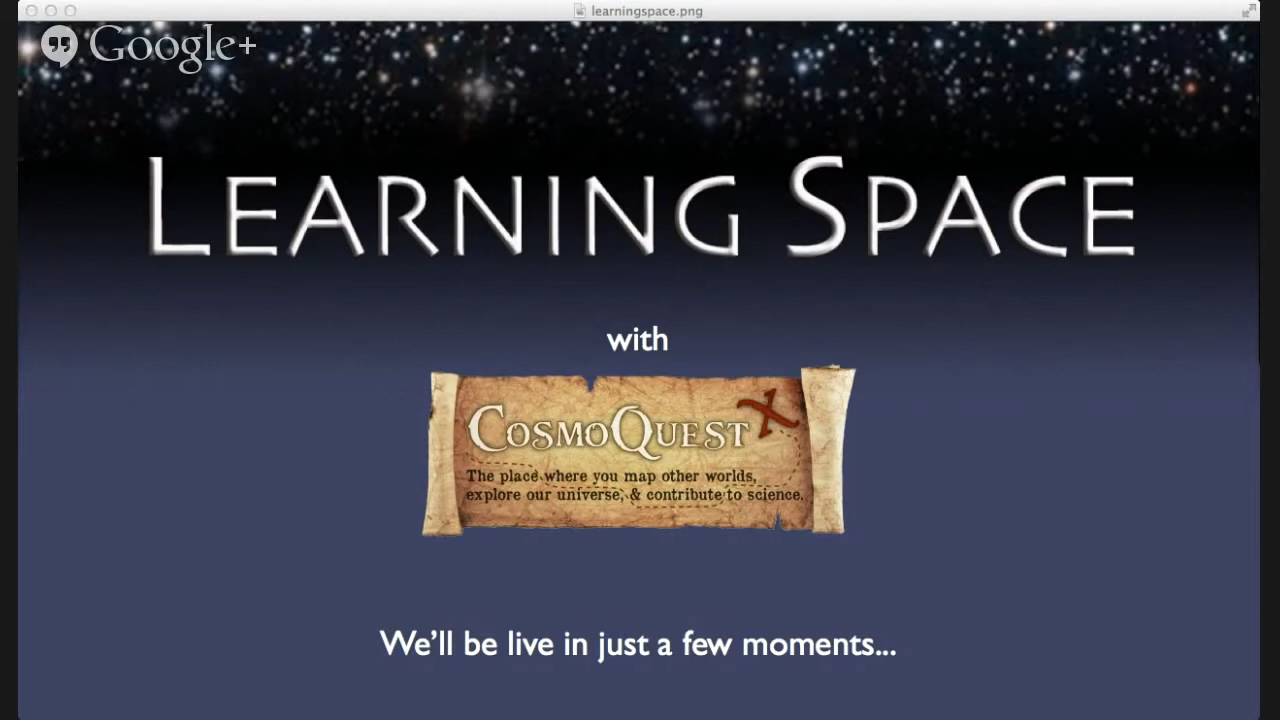 learningspace.png
Google+
LEARNING SPACE
with
COSMOQUEST
The place where you map other worlds,
explore our universe, & contribute to science.
We'll be live in just a few moments...